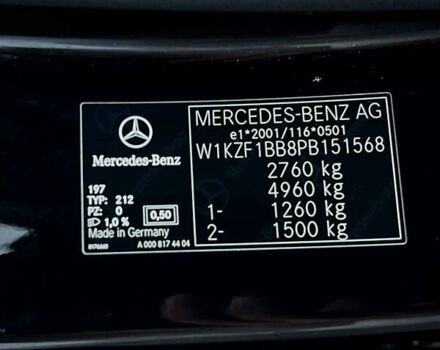 Mercedes-Benz
197
TYP: 212
PZ: 0
1,0 % 0,50
Made in Germany
A 000 817 44 04
MERCEDES-BENZ AG
e1*2001/116*0501
W1KZF1BB8PB151568
2760 kg
4960 kg
1- 1260 kg
2- 1500 kg